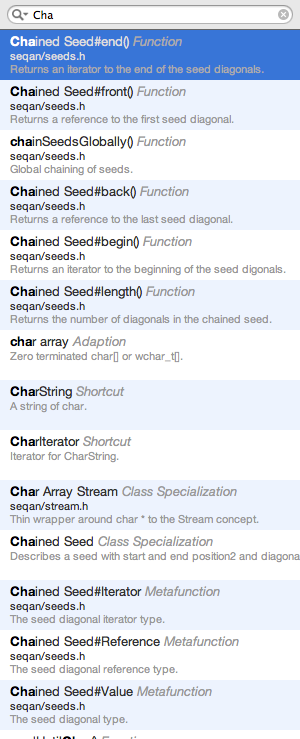 Cha
Chained Seed#end() Function
seqan/seeds.h
Returns an iterator to the end of the seed diagonals.
Chained Seed#front() Function
seqan/seeds.h
Returns a reference to the first seed diagonal.
chainSeedsGlobally() Function
seqan/seeds.h
Global chaining of seeds.
Chained Seed#back() Function
seqan/seeds.h
Returns a reference to the last seed diagonal.
Chained Seed#begin() Function
seqan/seeds.h
Returns an iterator to the beginning of the seed digonals.
Chained Seed#length() Function
seqan/seeds.h
Returns the number of diagonals in the chained seed.
char array Adaption
Zero terminated char[] or wchar_t[].
CharString Shortcut
A string of char.
CharIterator Shortcut
Iterator for CharString.
Char Array Stream Class Specialization
seqan/stream.h
Thin wrapper around char * to the Stream concept.
Chained Seed Class Specialization
Describes a seed with start and end position2 and diagona
Chained Seed#Iterator Metafunction
seqan/seeds.h
The seed diagonal iterator type.
Chained Seed#Reference Metafunction
seqan/seeds.h
The seed diagonal reference type.
Chained Seed#Value Metafunction
seqan/seeds.h
The seed diagonal type.